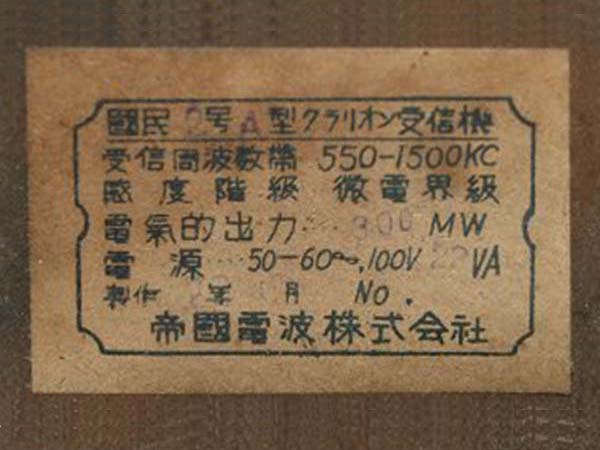 國民 2号A型クラリオン受信機
受信周波数帯 550-1500KC
感度階級 微電界級
電氣的出力… 300 MW
電 源…50-60~,100V VA
製作 年 月 NO.
帝國電波株式会社